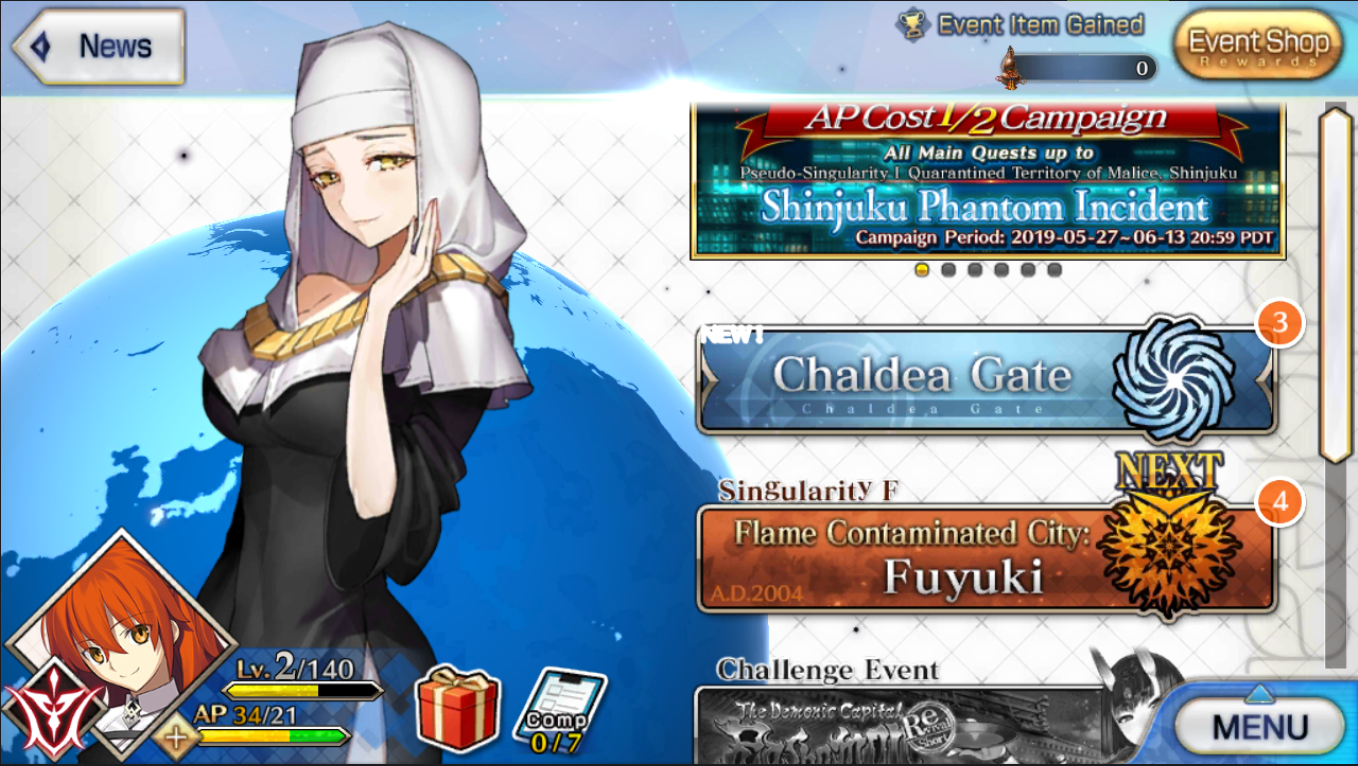 News
Event Item Gained
0
Event Shop
Rewards
AP Cost 1/2 Campaign
All Main Quests up to
Pseudo-Singularity I Quarantined Territory of Malice, Shinjuku
Shinjuku Phantom Incident
Campaign Period: 2019-05-27~06-13 20:59 PDT
NEW!
3
Chaldea Gate
Chaldea Gate
NEXT
Singularity F
4
Flame Contaminated City:
Fuyuki
A.D.2004
Challenge Event
The Demonic Capital
Revival
Short
Lv. 2/140
AP 34/21
Comp
0/7
MENU